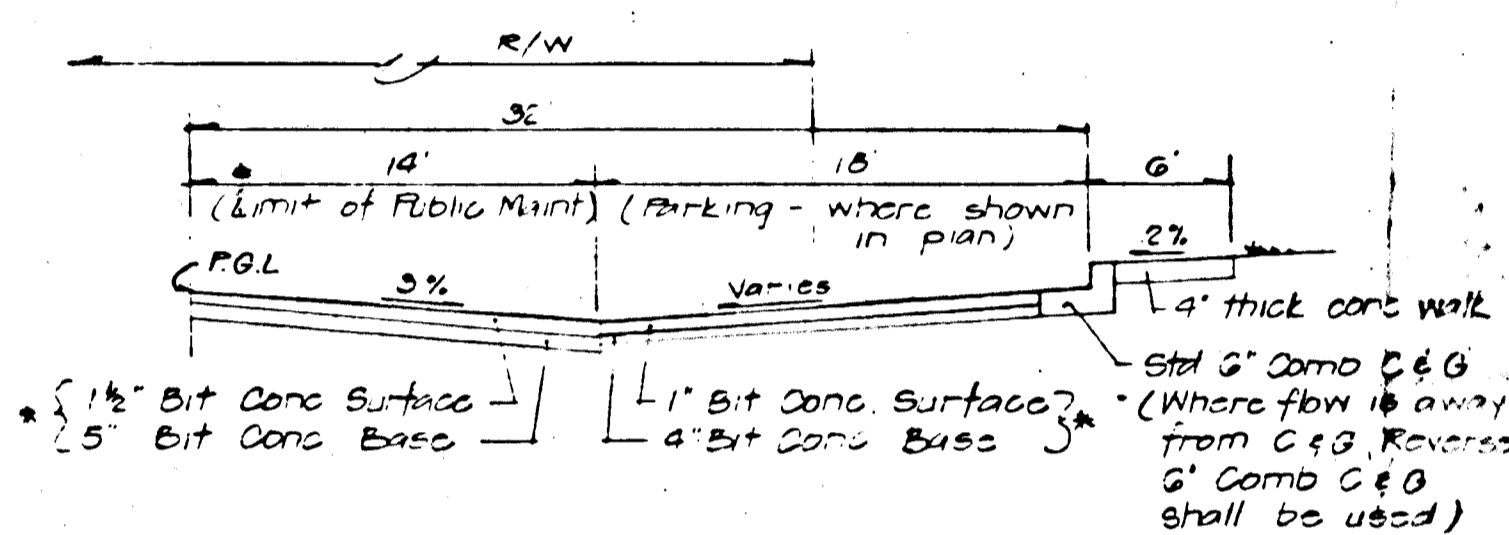 R/W
32'
14' 18' 6'
(Limit of Public Maint) (Parking - where shown
in plan)
2%
P.G.L
3% Varies
4" thick conc walk
Std 6" Comb C & G
(Where flow is away
from C & G, Reverse
6" Comb C & G
shall be used)
* { 1½" Bit Conc Surface
5" Bit Conc Base
1" Bit Conc. Surface } *
4" Bit Conc Base